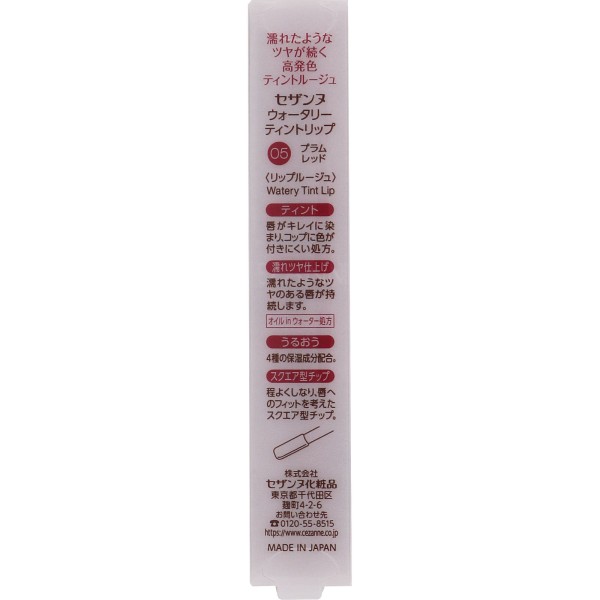 濡れたような
ツヤが続く
高発色
ティントルージュ
セザンヌ
ウォータリー
ティントリップ
05 プラム
レッド
〈リップルージュ〉
Watery Tint Lip
ティント
唇がキレイに染
まり、コップに色が
付きにくい処方。
濡れツヤ仕上げ
濡れたようなツ
ヤのある唇が持
続します。
オイル in ウォーター処方
うるおう
4種の保湿成分配合。
スクエア型チップ
程よくしなり、唇へ
のフィットを考えた
スクエア型チップ。
株式会社
セザンヌ化粧品
東京都千代田区
麹町4-2-6
お問い合わせ先
☎0120-55-8515
https://www.cezanne.co.jp
MADE IN JAPAN